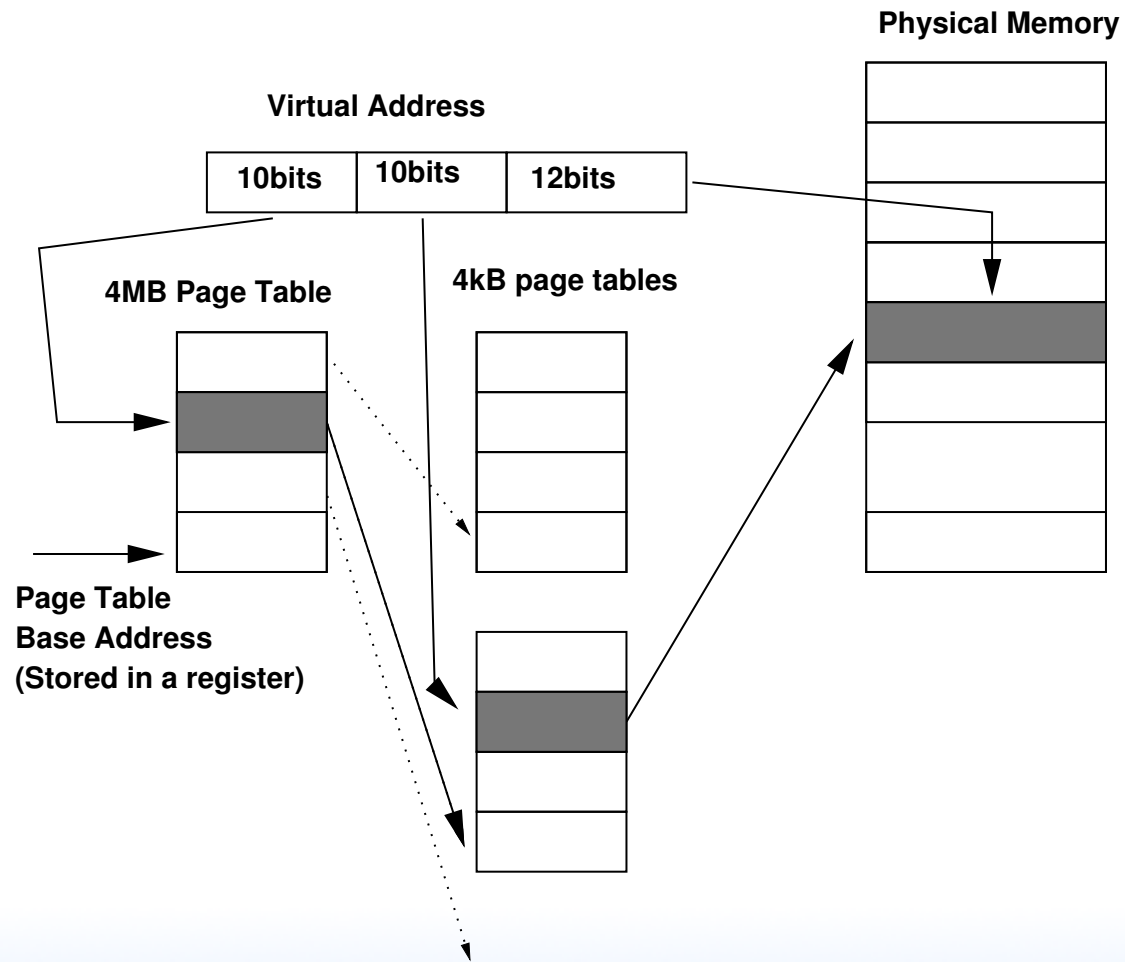 Physical Memory
Virtual Address
10bits
10bits
12bits
4MB Page Table
4kB page tables
Page Table
Base Address
(Stored in a register)